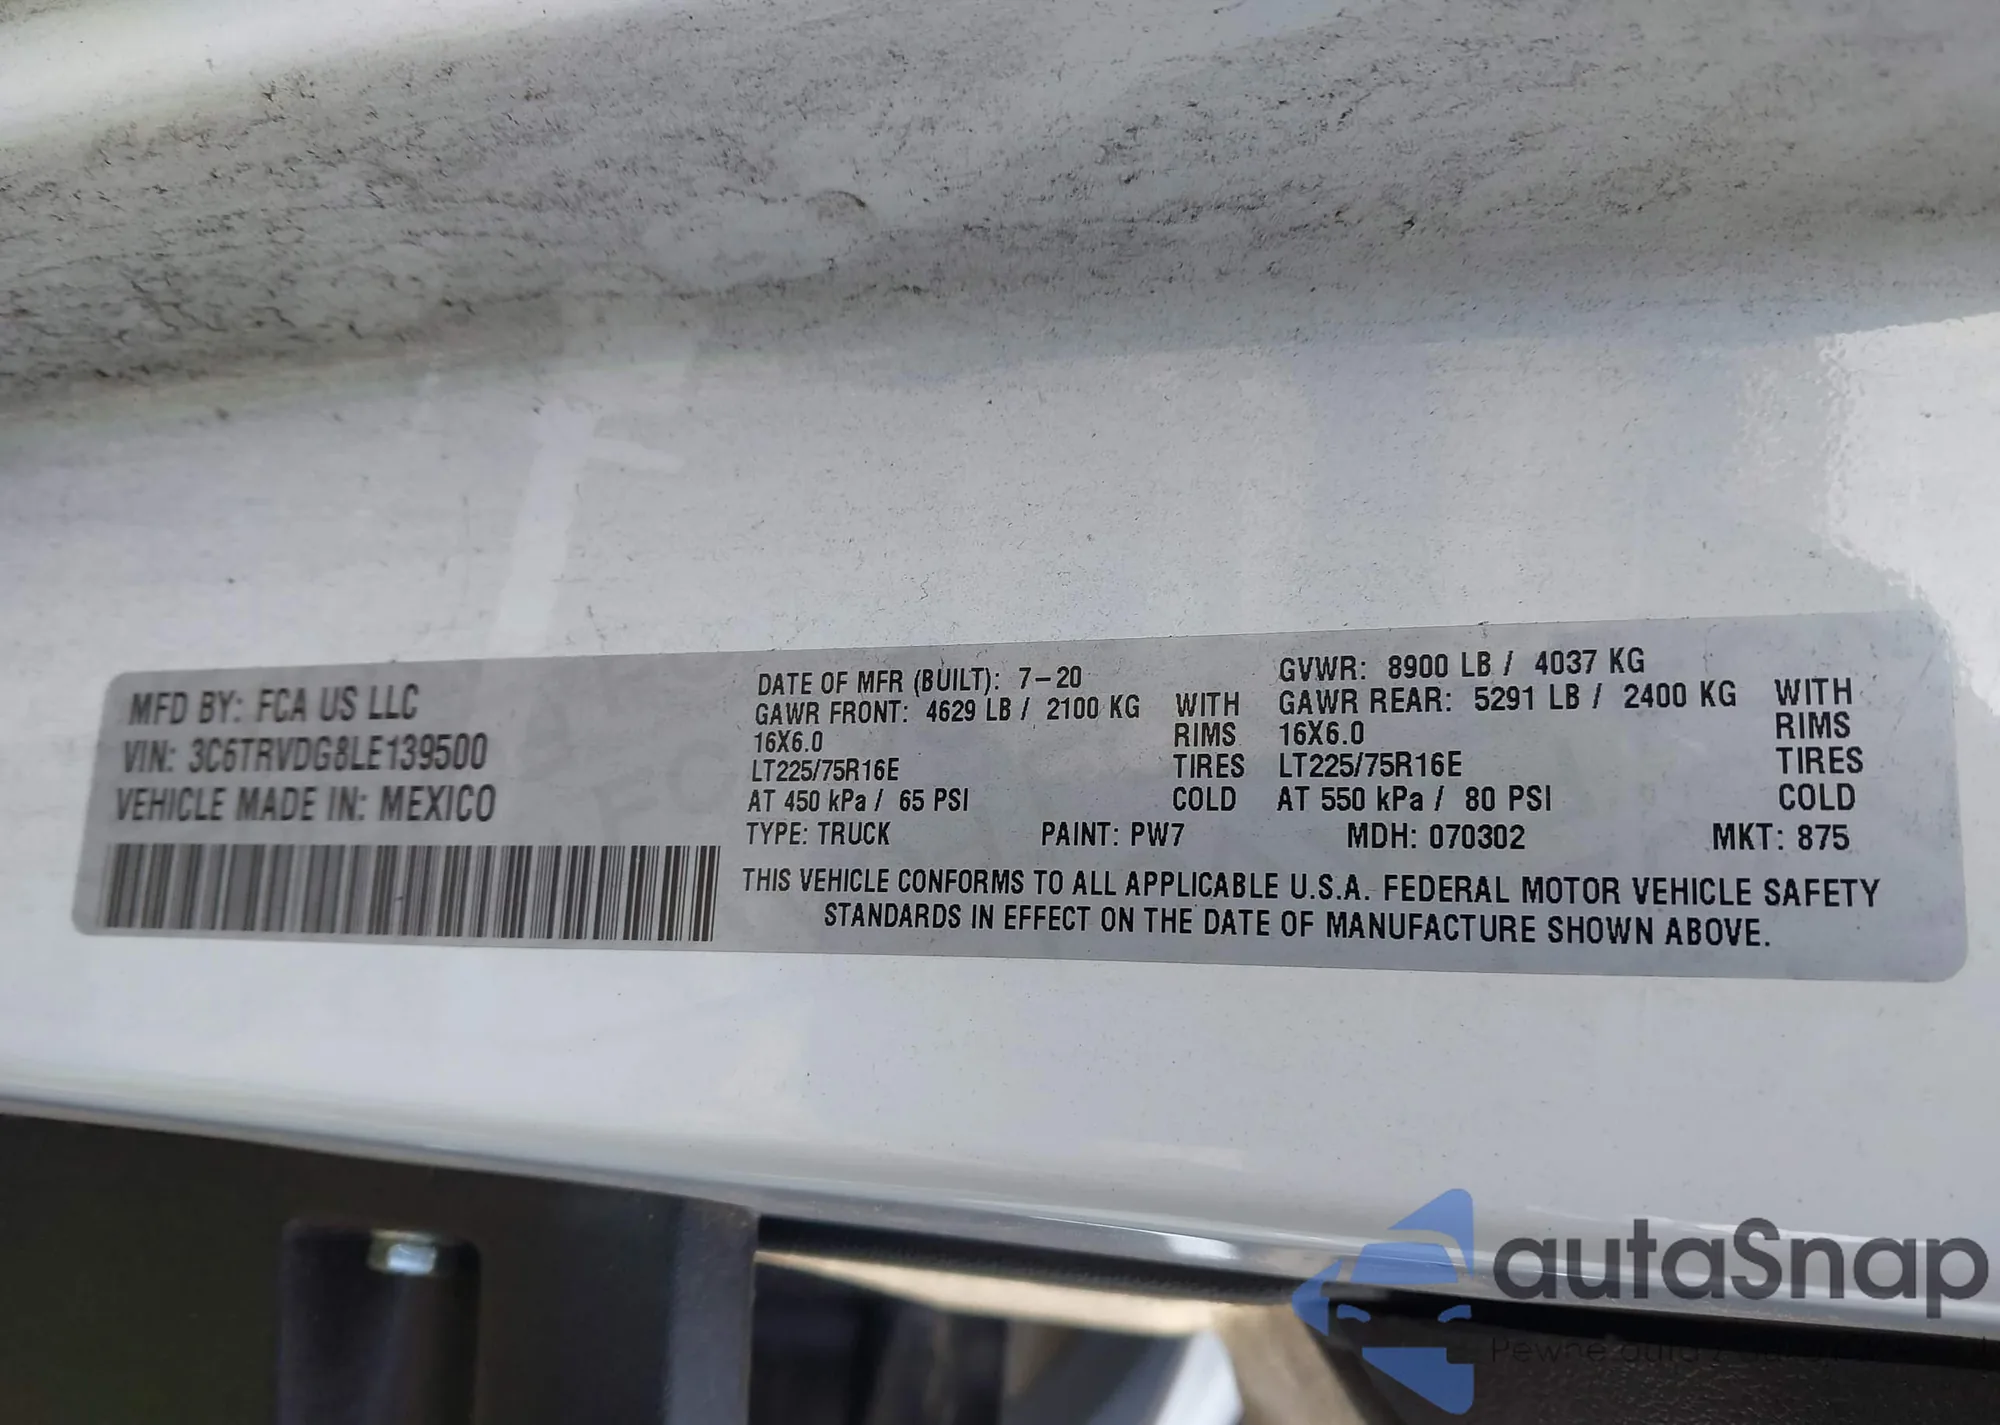 MFD BY: FCA US LLC
VIN: 3C6TRVDG8LE139500
VEHICLE MADE IN: MEXICO
DATE OF MFR (BUILT): 7-20
GAWR FRONT: 4629 LB / 2100 KG WITH
16X6.0 RIMS
LT225/75R16E TIRES
AT 450 kPa / 65 PSI COLD
GVWR: 8900 LB / 4037 KG
GAWR REAR: 5291 LB / 2400 KG WITH
16X6.0 RIMS
LT225/75R16E TIRES
AT 550 kPa / 80 PSI COLD
TYPE: TRUCK PAINT: PW7 MDH: 070302 MKT: 875
THIS VEHICLE CONFORMS TO ALL APPLICABLE U.S.A. FEDERAL MOTOR VEHICLE SAFETY
STANDARDS IN EFFECT ON THE DATE OF MANUFACTURE SHOWN ABOVE.
autaSnap
Pewne auta z